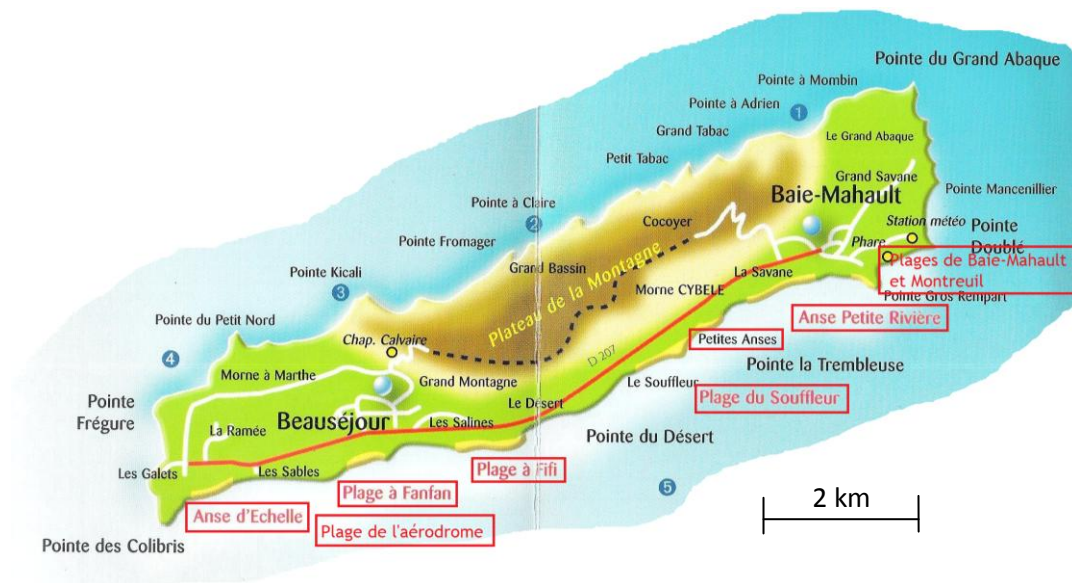 Pointe du Grand Abaque
Pointe à Mombin
Pointe à Adrien
1
Grand Tabac
Le Grand Abaque
Petit Tabac
Grand Savane
Pointe Mancenillier
Baie-Mahault
Pointe à Claire
2
Cocoyer
Station météo
Pointe
Doublé
Pointe Fromager
Phare
Grand Bassin
Plateau de la Montagne
La Savane
Plages de Baie-Mahault
et Montreuil
Pointe Kicali
3
Morne CYBELE
Pointe Gros Rempart
Anse Petite Rivière
Pointe du Petit Nord
Chap. Calvaire
D 207
Petites Anses
4
Pointe la Trembleuse
Morne à Marthe
Grand Montagne
Le Souffleur
Plage du Souffleur
Pointe
Frégure
Beauséjour
Le Désert
La Ramée
Les Salines
Pointe du Désert
Les Galets
Les Sables
Plage à Fifi
5
Plage à Fanfan
2 km
Anse d'Echelle
Plage de l'aérodrome
Pointe des Colibris